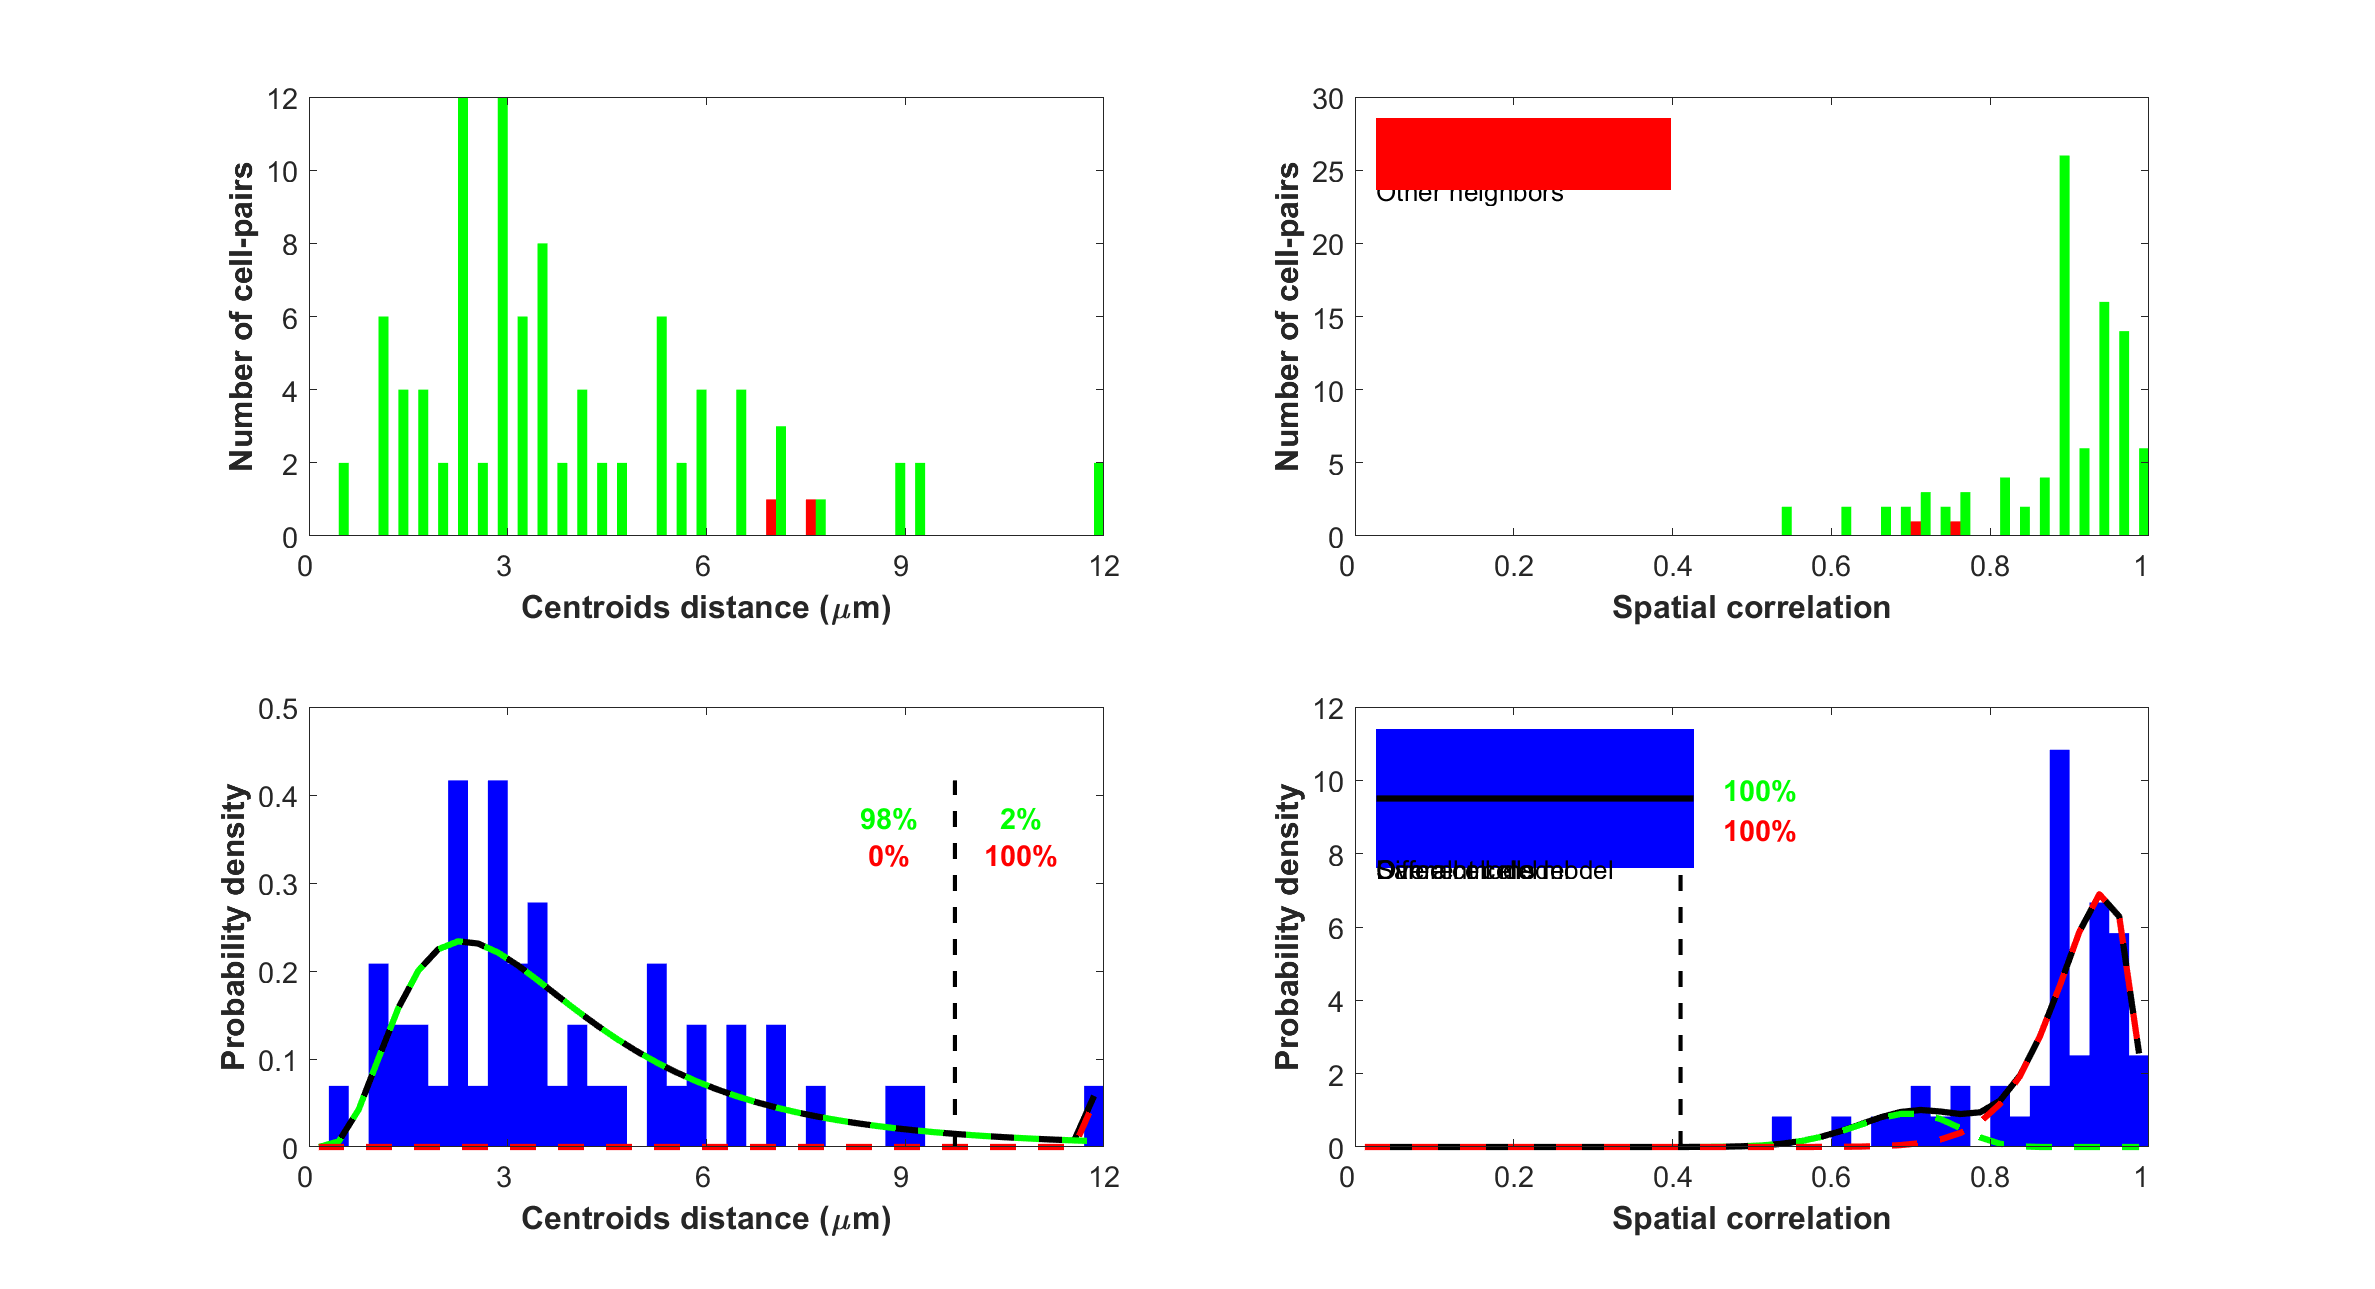 12
10
8
6
4
2
0
0 3 6 9 12
Number of cell-pairs
Centroids distance (μm)
30
25
20
15
10
5
0
0 0.2 0.4 0.6 0.8 1
Number of cell-pairs
Spatial correlation
Other neighbors
0.5
0.4
0.3
0.2
0.1
0
0 3 6 9 12
Probability density
Centroids distance (μm)
98% 2%
0% 100%
12
10
8
6
4
2
0
0 0.2 0.4 0.6 0.8 1
Probability density
Spatial correlation
100%
100%